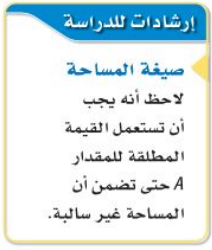 إرشادات للدراسة
صيغة المساحة
لاحظ أنه يجب
أن تستعمل القيمة
المطلقة للمقدار
A حتى تضمن أن
المساحة غير سالبة.